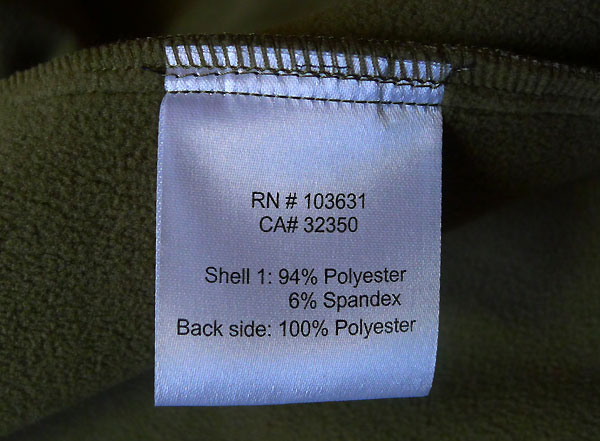 RN # 103631
CA# 32350
Shell 1: 94% Polyester
6% Spandex
Back side: 100% Polyester